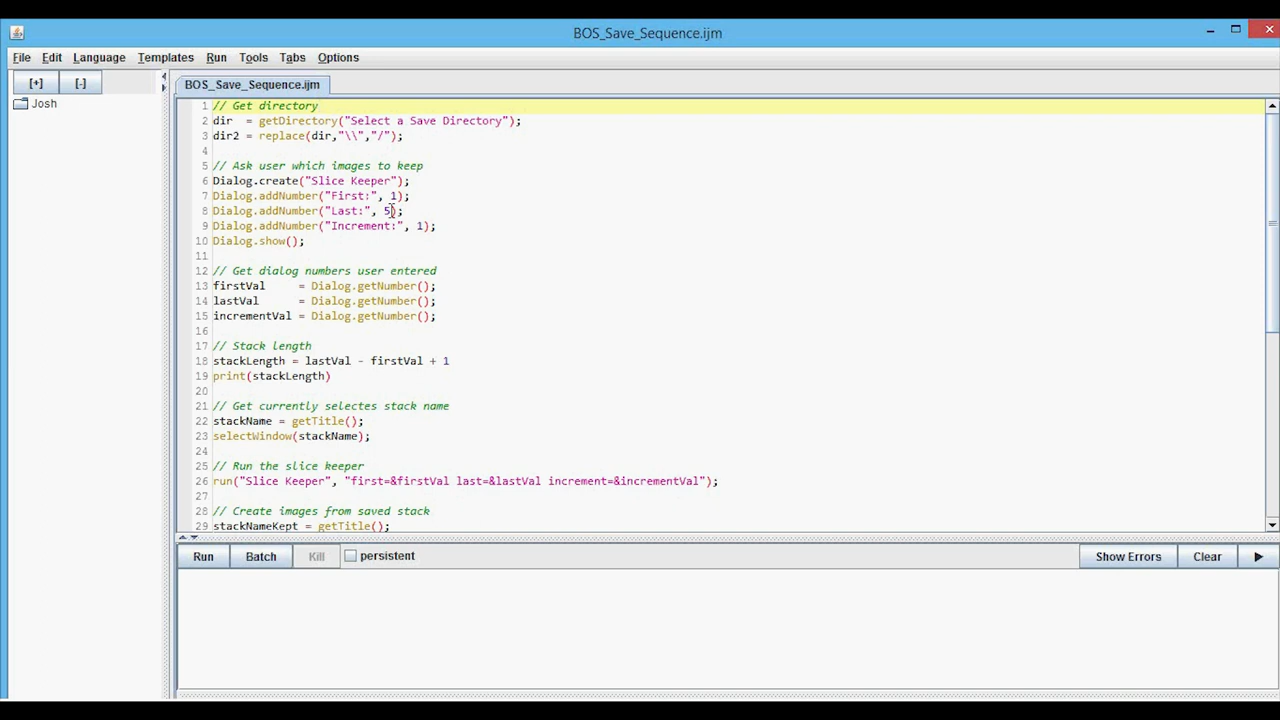 BOS_Save_Sequence.ijm
File Edit Language Templates Run Tools Tabs Options
[+] [-] BOS_Save_Sequence.ijm
Josh
1 // Get directory
2 dir  = getDirectory("Select a Save Directory");
3 dir2 = replace(dir,"\\","/");
4
5 // Ask user which images to keep
6 Dialog.create("Slice Keeper");
7 Dialog.addNumber("First:", 1);
8 Dialog.addNumber("Last:", 5);
9 Dialog.addNumber("Increment:", 1);
10 Dialog.show();
11
12 // Get dialog numbers user entered
13 firstVal     = Dialog.getNumber();
14 lastVal      = Dialog.getNumber();
15 incrementVal = Dialog.getNumber();
16
17 // Stack length
18 stackLength = lastVal - firstVal + 1
19 print(stackLength)
20
21 // Get currently selectes stack name
22 stackName = getTitle();
23 selectWindow(stackName);
24
25 // Run the slice keeper
26 run("Slice Keeper", "first=&firstVal last=&lastVal increment=&incrementVal");
27
28 // Create images from saved stack
29 stackNameKept = getTitle();
Run Batch Kill persistent Show Errors Clear